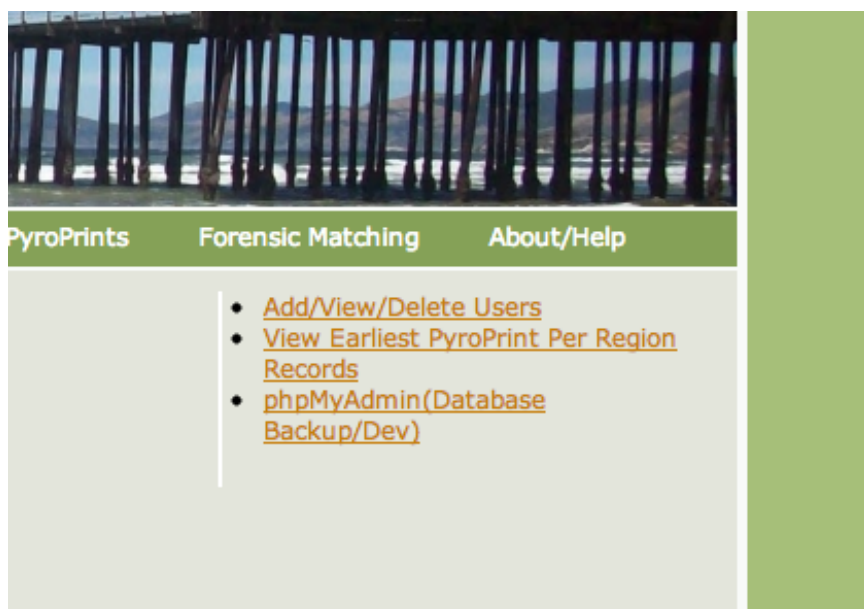 PyroPrints Forensic Matching About/Help
Add/View/Delete Users
View Earliest PyroPrint Per Region
Records
phpMyAdmin(Database
Backup/Dev)